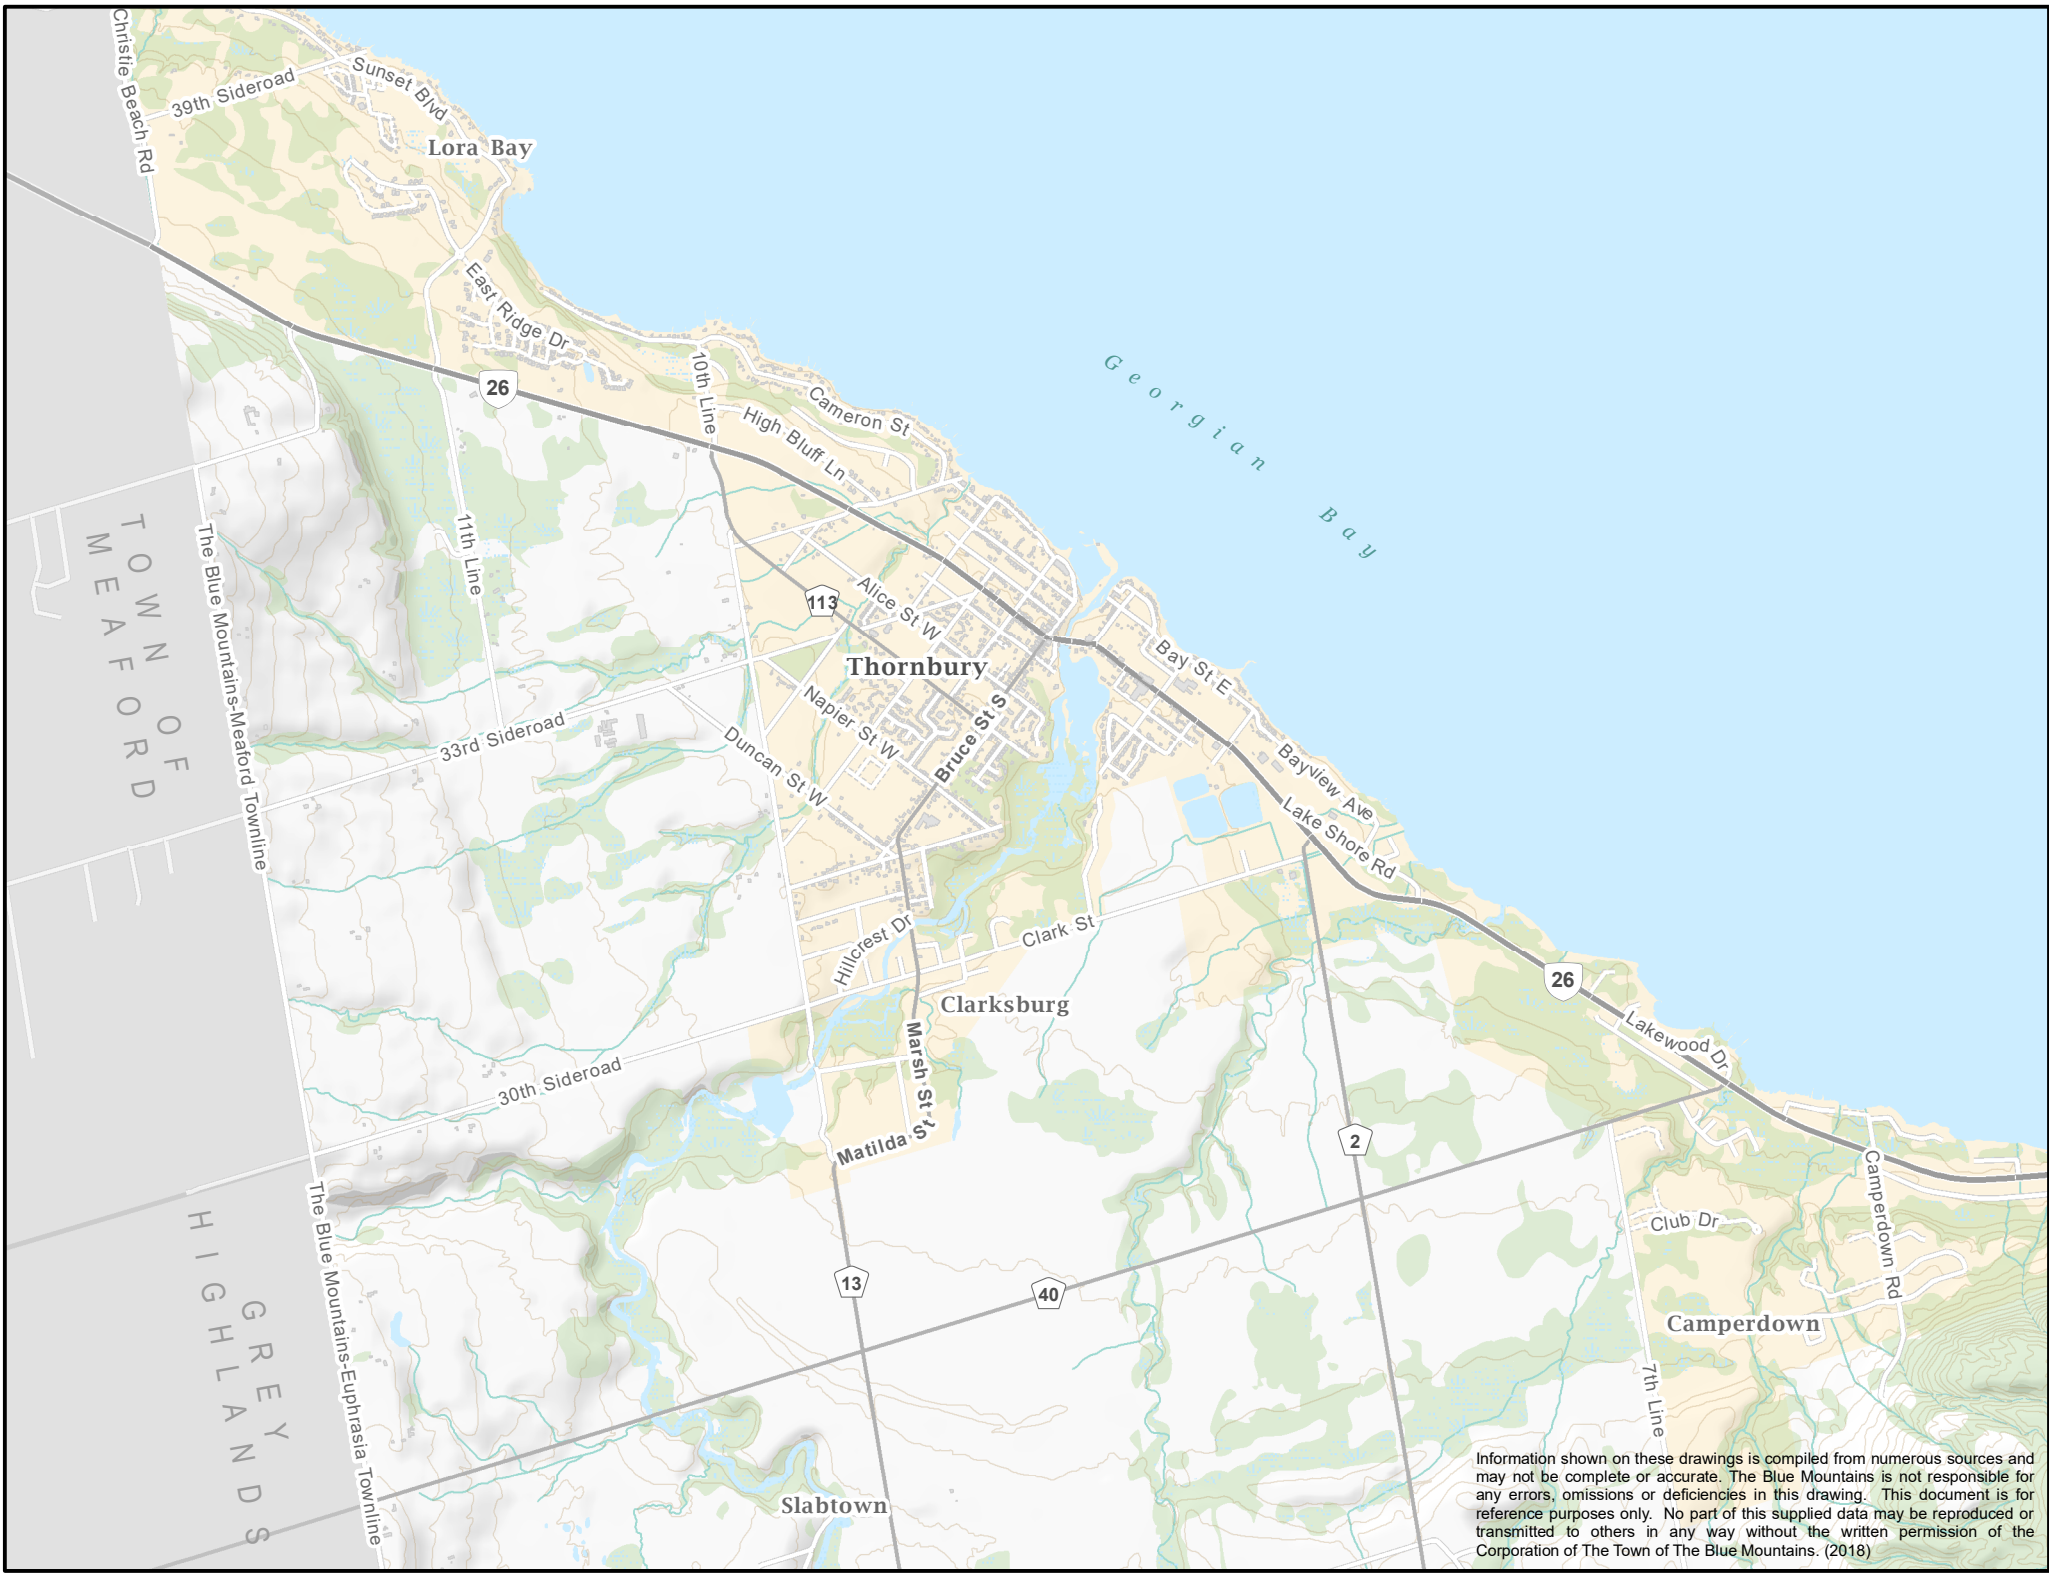 Christie Beach Rd
39th Sideroad
Sunset Blvd
Lora Bay
East Ridge Dr
26
10th Line
Cameron St
High Bluff Ln
Georgian Bay
TOWN OF
MEAFORD
The Blue Mountains-Meaford Townline
11th Line
113
Alice St W
Thornbury
Bay St E
Napier St W
Bruce St S
33rd Sideroad
Duncan St W
Bayview Ave
Lake Shore Rd
Hillcrest Dr
Clark St
26
Clarksburg
Marsh St
Lakewood Dr
30th Sideroad
Matilda St
2
Camperdown Rd
Club Dr
GREY
HIGHLANDS
The Blue Mountains-Euphrasia Townline
13
40
Camperdown
7th Line
Slabtown
Information shown on these drawings is compiled from numerous sources and
may not be complete or accurate. The Blue Mountains is not responsible for
any errors, omissions or deficiencies in this drawing. This document is for
reference purposes only. No part of this supplied data may be reproduced or
transmitted to others in any way without the written permission of the
Corporation of The Town of The Blue Mountains. (2018)